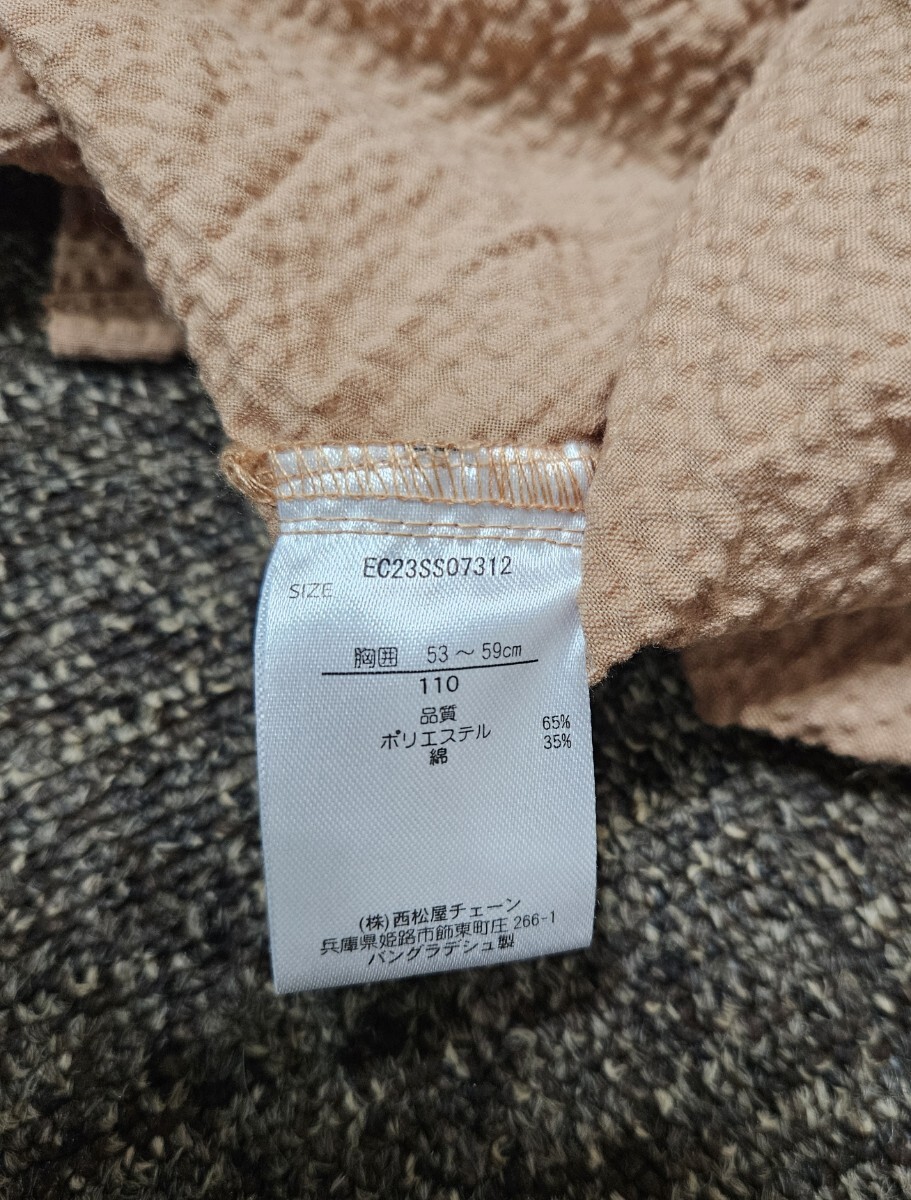 EC23SS07312
SIZE
胸囲 53～59cm
110
品質
ポリエステル 65%
綿 35%
(株)西松屋チェーン
兵庫県姫路市飾東町庄 266-1
バングラデシュ製